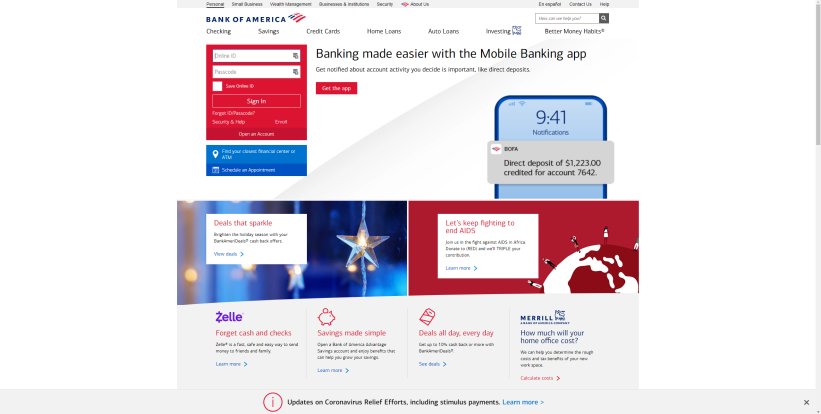 Personal Small Business Wealth Management Businesses & Institutions Security About Us En español Contact Us Help
BANK OF AMERICA
How can we help you?
Checking Savings Credit Cards Home Loans Auto Loans Investing Better Money Habits®
Online ID
Passcode
Save Online ID
Sign In
Forgot ID/Passcode?
Security & Help Enroll
Open an Account
Find your closest financial center or
ATM
Schedule an Appointment
Banking made easier with the Mobile Banking app
Get notified about account activity you decide is important, like direct deposits.
Get the app
9:41
Notifications
BOFA
Direct deposit of $1,223.00
credited for account 7642.
Deals that sparkle
Brighten the holiday season with your
BankAmeriDeals® cash back offers.
View deals
Let's keep fighting to
end AIDS
Join us in the fight against AIDS in Africa.
Donate to (RED) and we'll TRIPLE your
contribution.
Learn more
Zelle
Forget cash and checks
Zelle® is a fast, safe and easy way to send
money to friends and family.
Learn more
Savings made simple
Open a Bank of America Advantage
Savings account and enjoy benefits that
can help you grow your savings.
Learn more
Deals all day, every day
Get up to 10% cash back or more with
BankAmeriDeals®.
See deals
MERRILL
A BANK OF AMERICA COMPANY
How much will your
home office cost?
We can help you determine the rough
costs and tax benefits of your new
work space.
Calculate costs
Updates on Coronavirus Relief Efforts, including stimulus payments. Learn more >